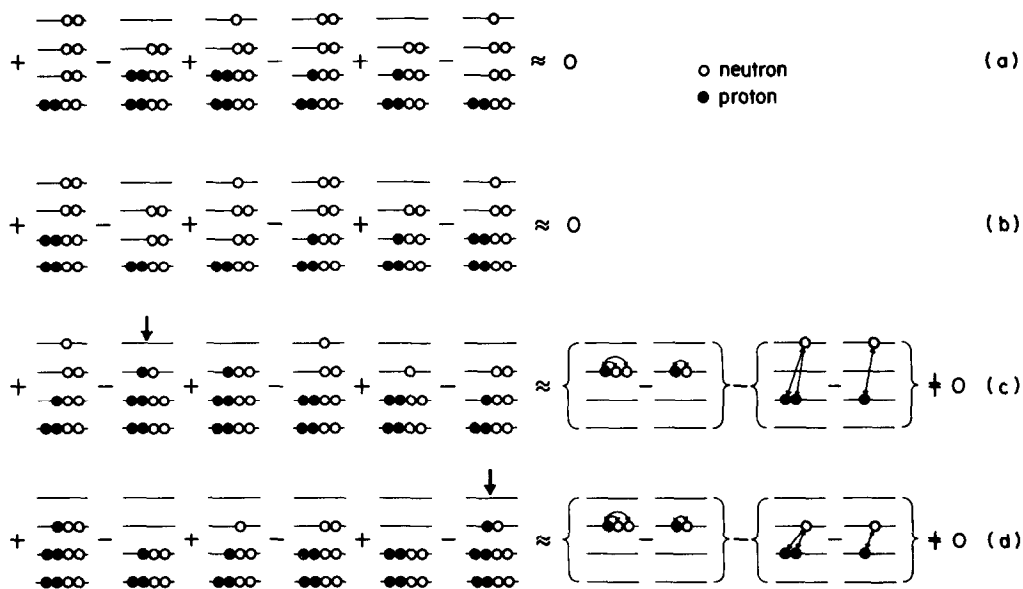 + − + − + − ≈ 0 (a)
○ neutron
● proton
+ − + − + − ≈ 0 (b)
+ − + − + − ≈ { − } − { − } ≠ 0 (c)
+ − + − + − ≈ { − } − { − } ≠ 0 (d)